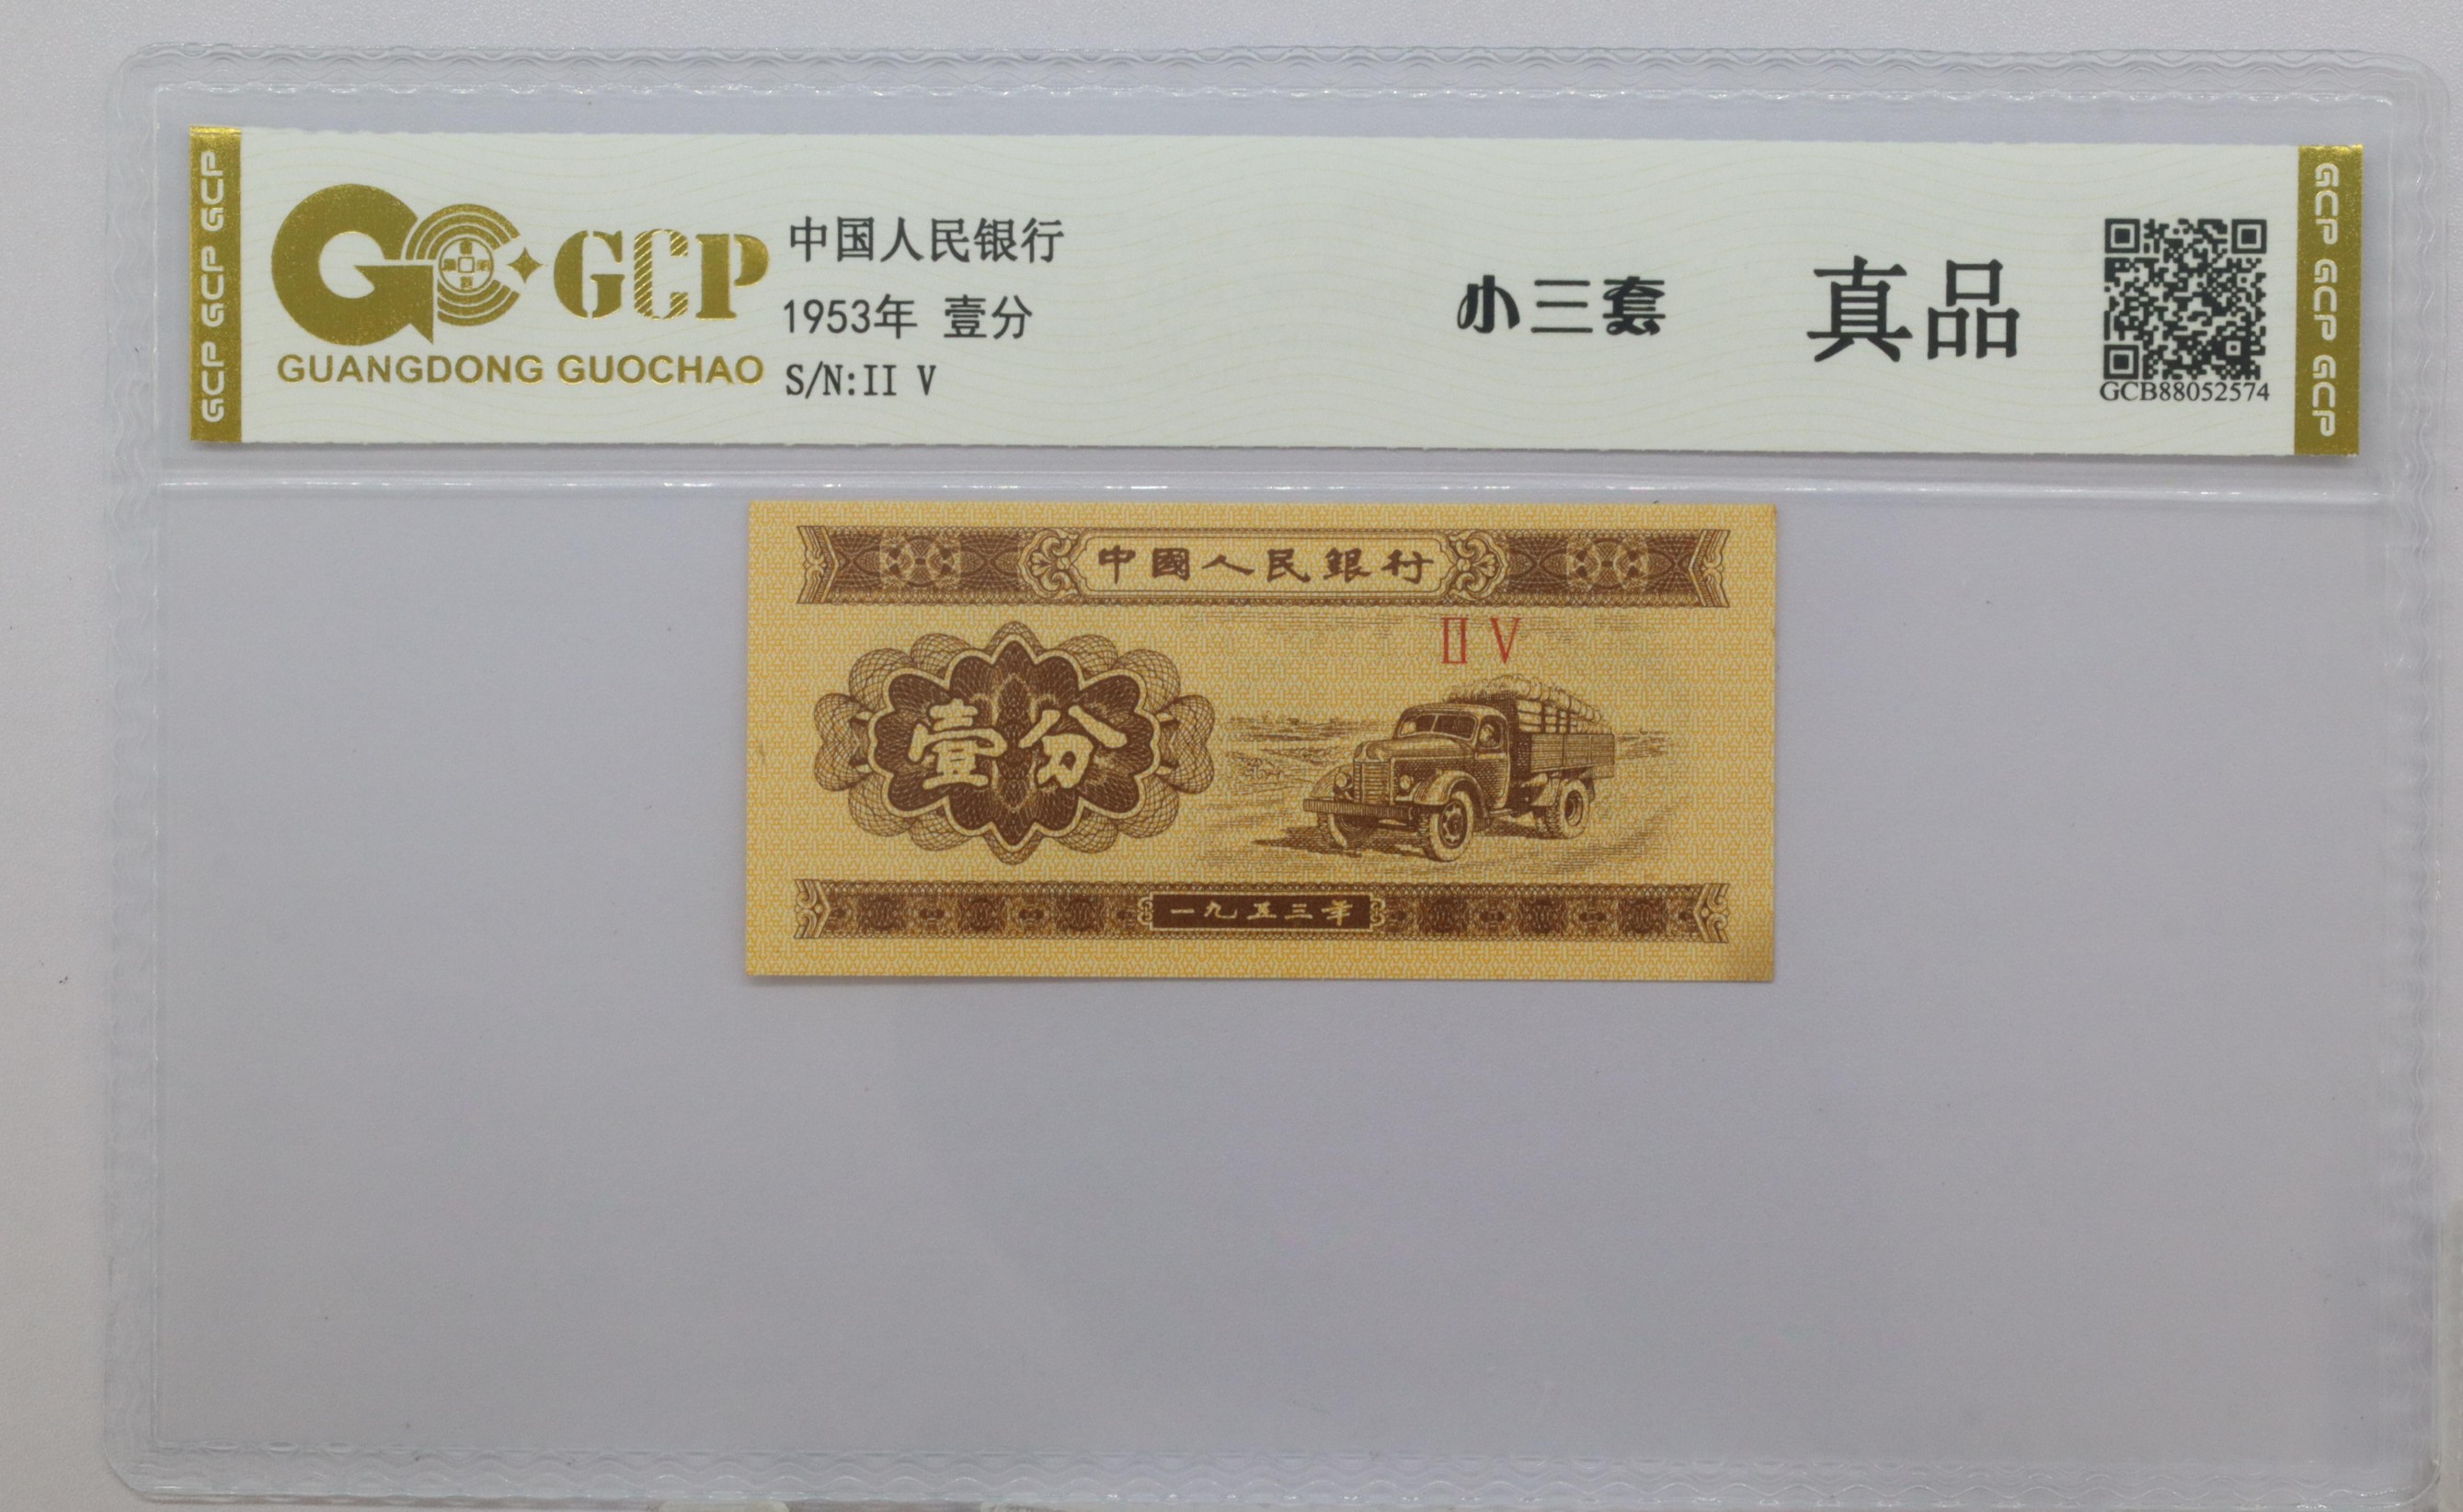 GCP GCP GCP
GCP
GUANGDONG GUOCHAO
中国人民银行
1953年 壹分
S/N:II V
小三套
真品
GCB88052574
GCP GCP GCP
中國人民銀行
II V
壹分
一九五三年